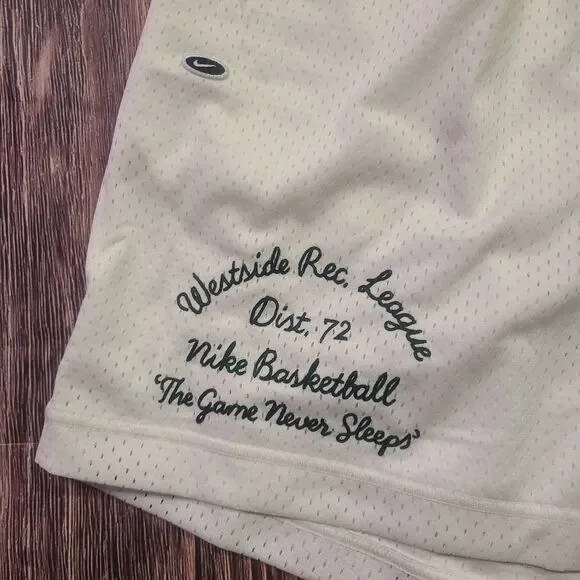 Westside Rec. League
Dist. 72
Nike Basketball
'The Game Never Sleeps'